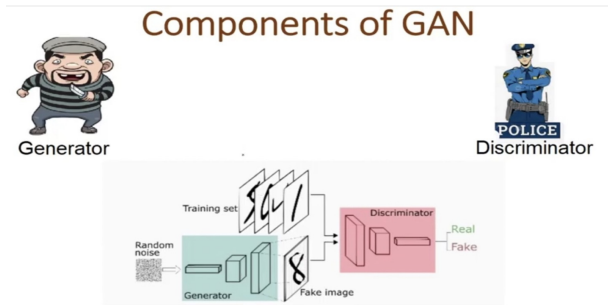 Components of GAN
POLICE
Generator
Discriminator
Training set
Discriminator
Real
Fake
Random
noise
Generator
Fake image